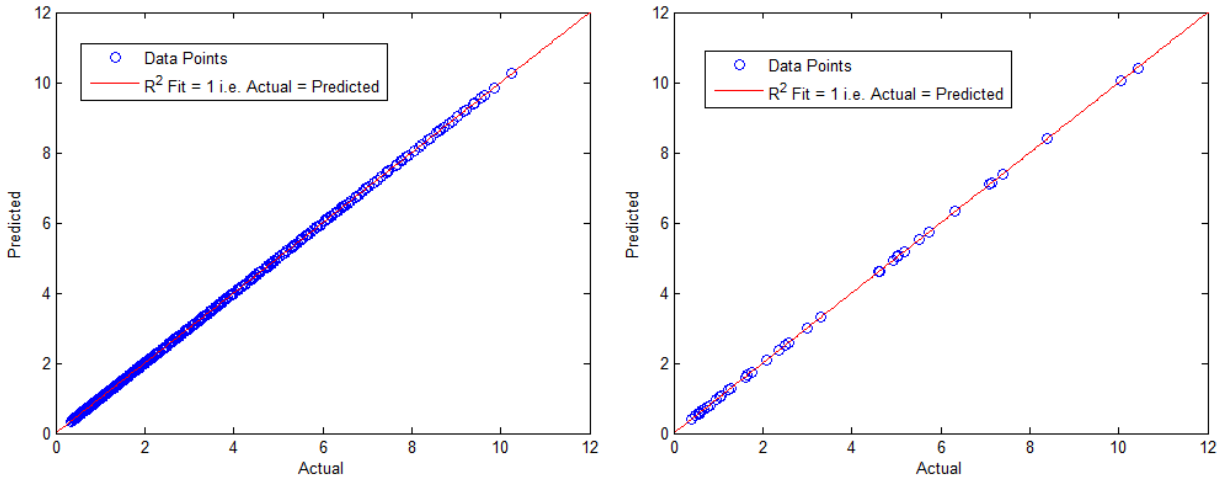 12
10
8
6
4
2
0
Predicted
Data Points
R² Fit = 1 i.e. Actual = Predicted
0 2 4 6 8 10 12
Actual
12
10
8
6
4
2
0
Predicted
Data Points
R² Fit = 1 i.e. Actual = Predicted
0 2 4 6 8 10 12
Actual